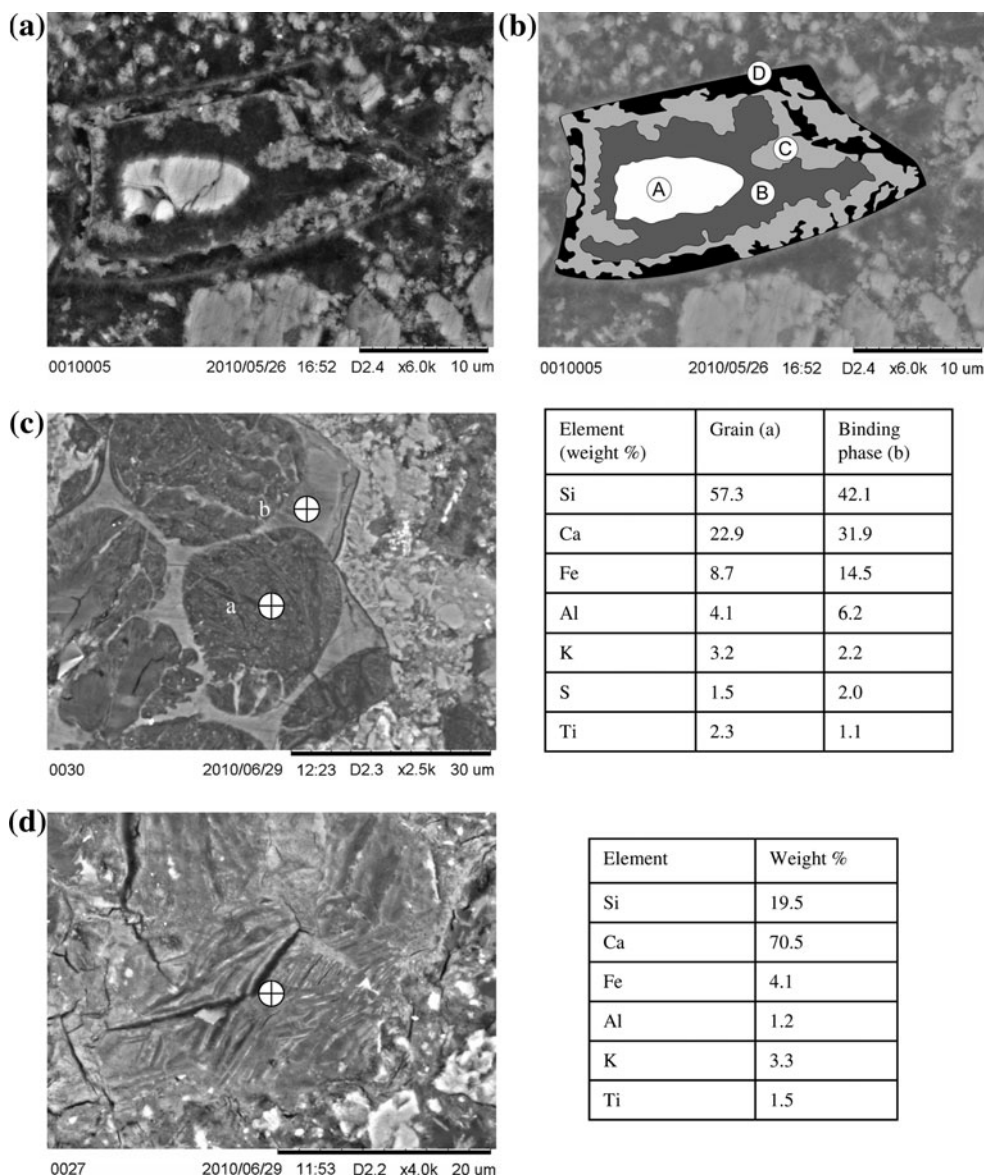 (a)
0010005 2010/05/26 16:52 D2.4 x6.0k 10 um
(b)
D
C
A
B
0010005 2010/05/26 16:52 D2.4 x6.0k 10 um
(c)
b
a
0030 2010/06/29 12:23 D2.3 x2.5k 30 um
Element (weight %) Grain (a) Binding phase (b)
Si 57.3 42.1
Ca 22.9 31.9
Fe 8.7 14.5
Al 4.1 6.2
K 3.2 2.2
S 1.5 2.0
Ti 2.3 1.1
(d)
0027 2010/06/29 11:53 D2.2 x4.0k 20 um
Element Weight %
Si 19.5
Ca 70.5
Fe 4.1
Al 1.2
K 3.3
Ti 1.5